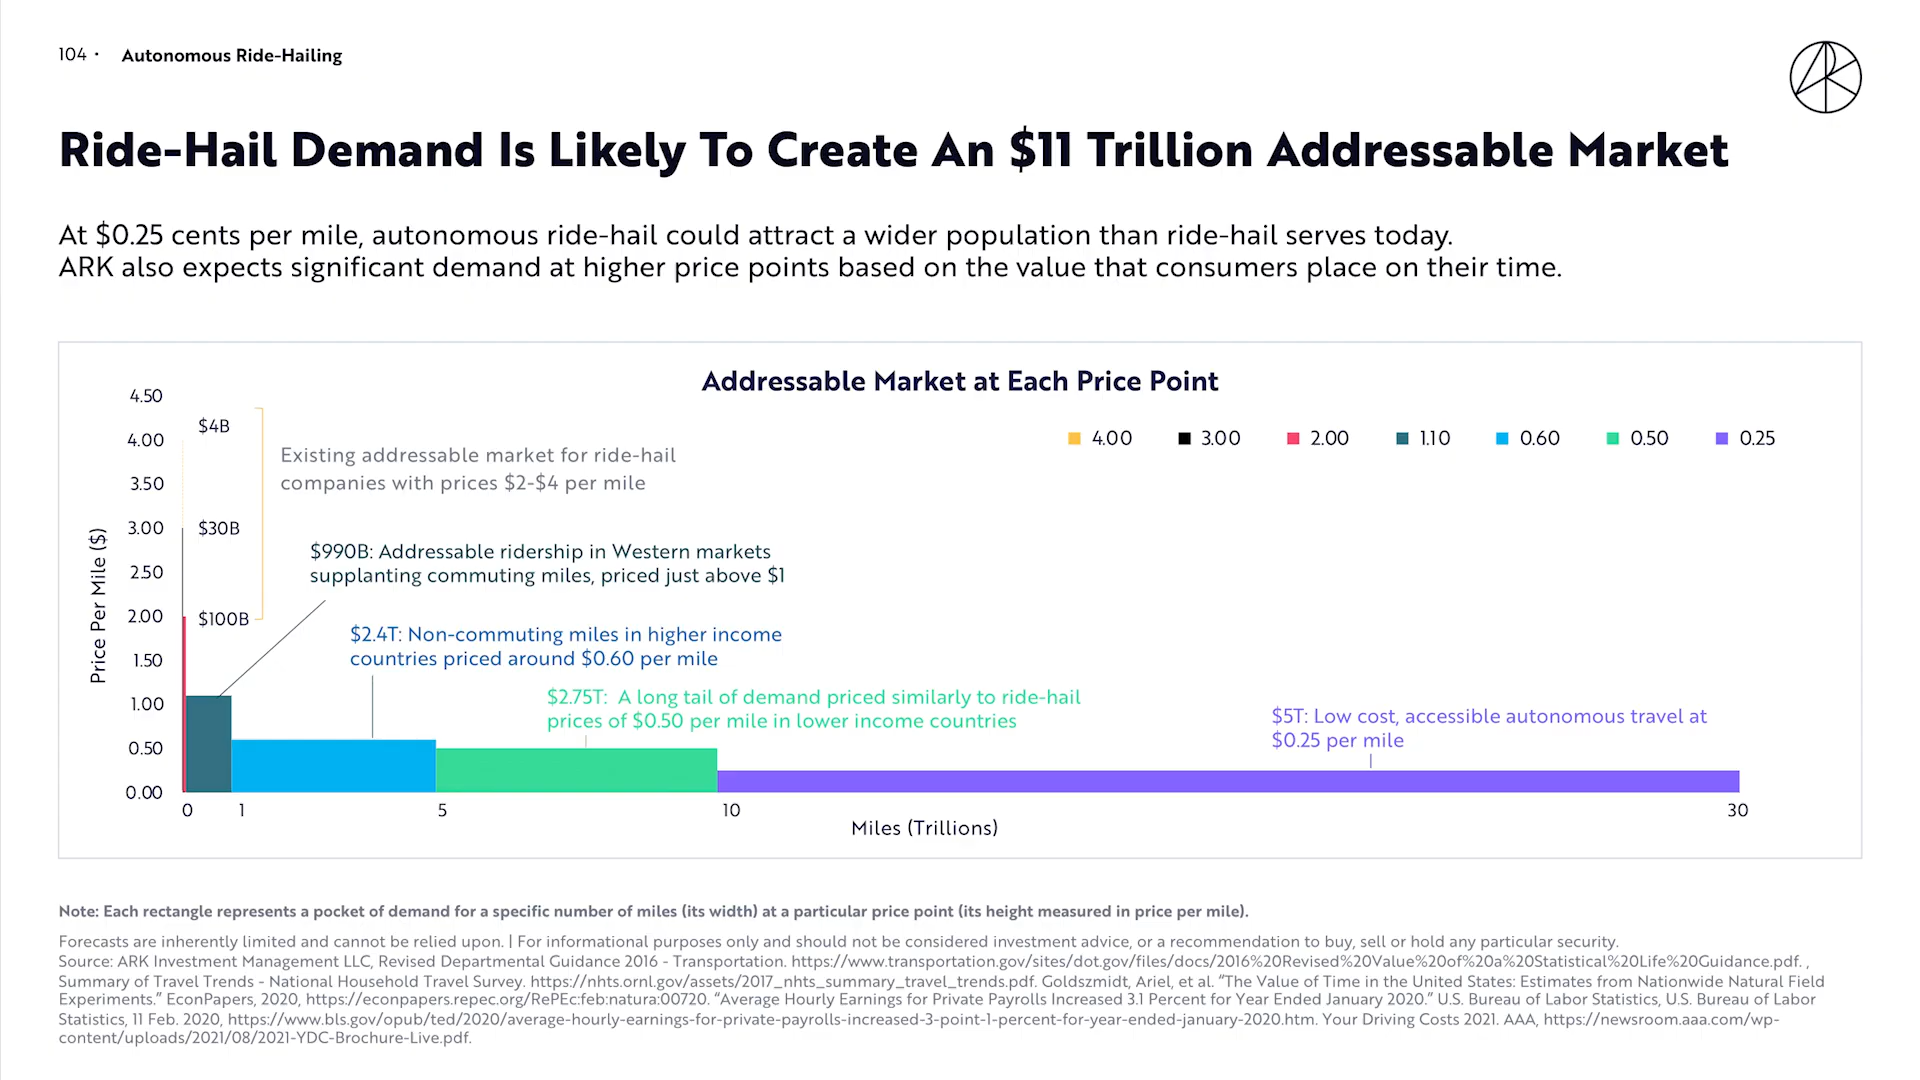 104 · Autonomous Ride-Hailing
Ride-Hail Demand Is Likely To Create An $11 Trillion Addressable Market
At $0.25 cents per mile, autonomous ride-hail could attract a wider population than ride-hail serves today.
ARK also expects significant demand at higher price points based on the value that consumers place on their time.
Addressable Market at Each Price Point
4.00 3.00 2.00 1.10 0.60 0.50 0.25
Price Per Mile ($)
4.50
4.00
3.50
3.00
2.50
2.00
1.50
1.00
0.50
0.00
$4B
$30B
$100B
Existing addressable market for ride-hail
companies with prices $2-$4 per mile
$990B: Addressable ridership in Western markets
supplanting commuting miles, priced just above $1
$2.4T: Non-commuting miles in higher income
countries priced around $0.60 per mile
$2.75T: A long tail of demand priced similarly to ride-hail
prices of $0.50 per mile in lower income countries
$5T: Low cost, accessible autonomous travel at
$0.25 per mile
0 1 5 10 30
Miles (Trillions)
Note: Each rectangle represents a pocket of demand for a specific number of miles (its width) at a particular price point (its height measured in price per mile).
Forecasts are inherently limited and cannot be relied upon. | For informational purposes only and should not be considered investment advice, or a recommendation to buy, sell or hold any particular security.
Source: ARK Investment Management LLC, Revised Departmental Guidance 2016 - Transportation. https://www.transportation.gov/sites/dot.gov/files/docs/2016%20Revised%20Value%20of%20a%20Statistical%20Life%20Guidance.pdf. ,
Summary of Travel Trends - National Household Travel Survey. https://nhts.ornl.gov/assets/2017_nhts_summary_travel_trends.pdf. Goldszmidt, Ariel, et al. “The Value of Time in the United States: Estimates from Nationwide Natural Field
Experiments.” EconPapers, 2020, https://econpapers.repec.org/RePEc:feb:natura:00720. “Average Hourly Earnings for Private Payrolls Increased 3.1 Percent for Year Ended January 2020.” U.S. Bureau of Labor Statistics, U.S. Bureau of Labor
Statistics, 11 Feb. 2020, https://www.bls.gov/opub/ted/2020/average-hourly-earnings-for-private-payrolls-increased-3-point-1-percent-for-year-ended-january-2020.htm. Your Driving Costs 2021. AAA, https://newsroom.aaa.com/wp-
content/uploads/2021/08/2021-YDC-Brochure-Live.pdf.